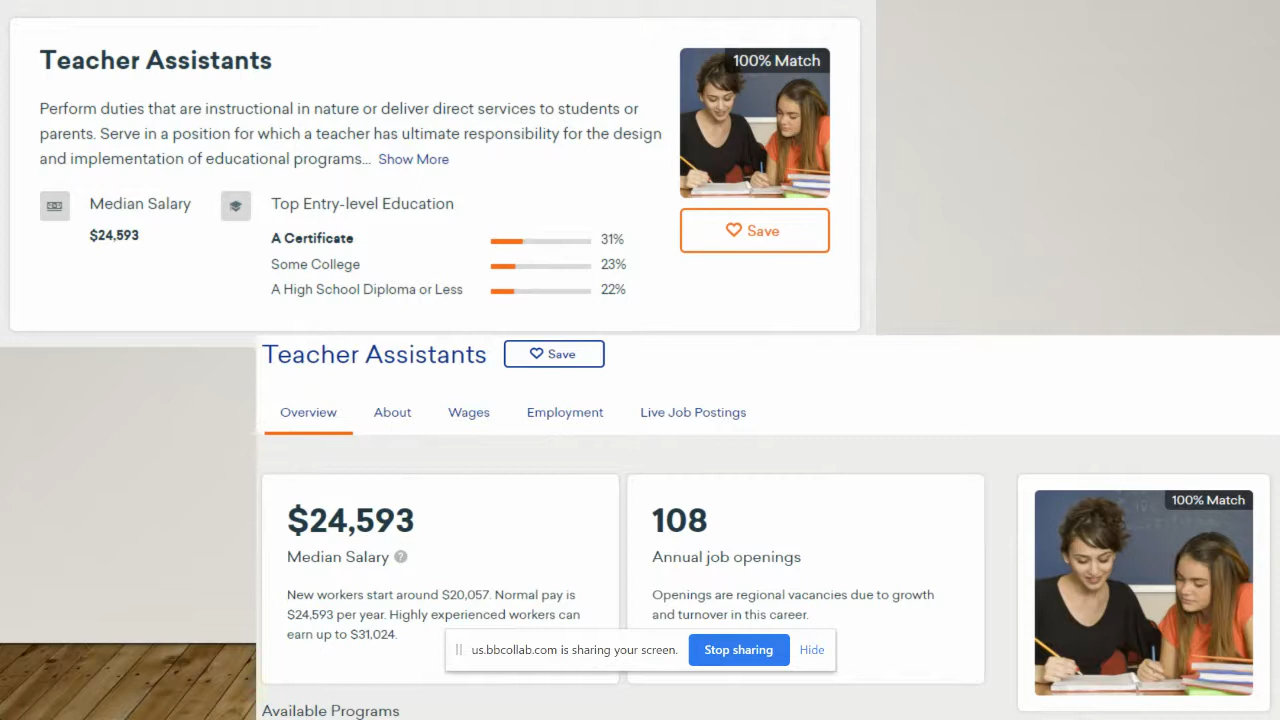 Teacher Assistants
100% Match
Perform duties that are instructional in nature or deliver direct services to students or
parents. Serve in a position for which a teacher has ultimate responsibility for the design
and implementation of educational programs... Show More
Median Salary
$24,593
Top Entry-level Education
A Certificate 31%
Some College 23%
A High School Diploma or Less 22%
Save
Teacher Assistants Save
Overview About Wages Employment Live Job Postings
$24,593
Median Salary ?
New workers start around $20,057. Normal pay is
$24,593 per year. Highly experienced workers can
earn up to $31,024.
108
Annual job openings
Openings are regional vacancies due to growth
and turnover in this career.
100% Match
us.bbcollab.com is sharing your screen. Stop sharing Hide
Available Programs